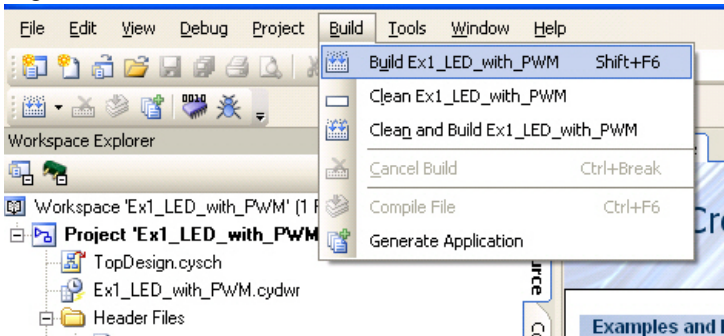 File Edit View Debug Project Build Tools Window Help
Build Ex1_LED_with_PWM Shift+F6
Clean Ex1_LED_with_PWM
Clean and Build Ex1_LED_with_PWM
Cancel Build Ctrl+Break
Compile File Ctrl+F6
Generate Application
0010
Workspace Explorer
Workspace 'Ex1_LED_with_PWM' (1
Project 'Ex1_LED_with_PWM
TopDesign.cysch
Ex1_LED_with_PWM.cydwr
Header Files
Examples and